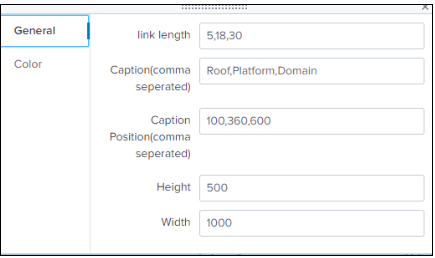 General
Color
link length
5,18,30
Caption(comma
seperated)
Roof,Platform,Domain
Caption
Position(comma
seperated)
100,360,600
Height
500
Width
1000